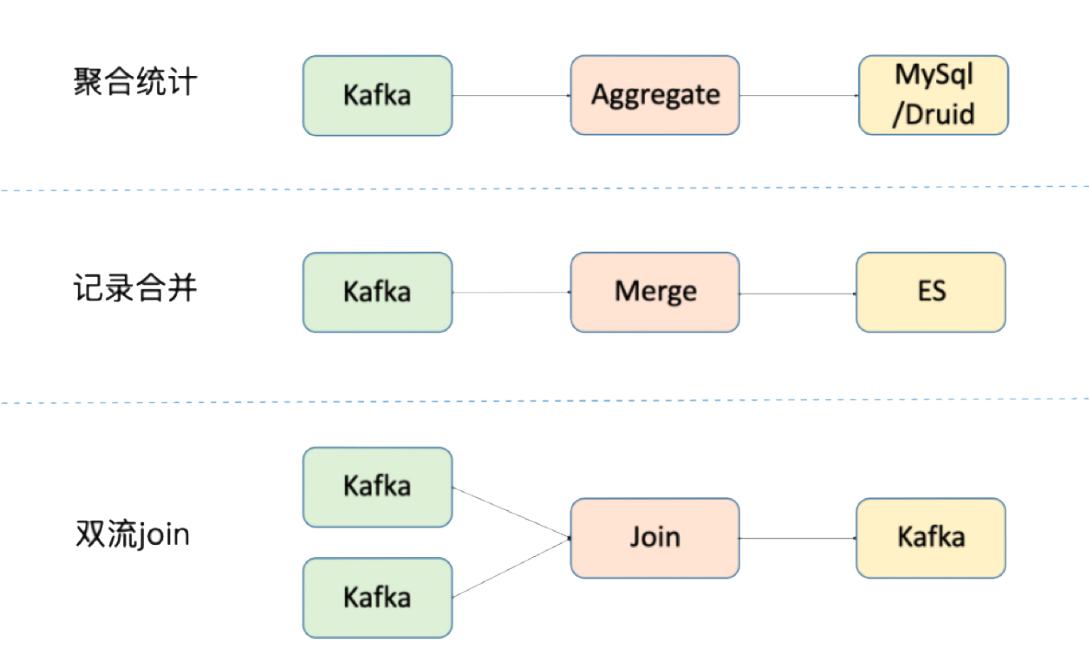 聚合统计
Kafka
Aggregate
MySql
/Druid
记录合并
Kafka
Merge
ES
双流join
Kafka
Kafka
Join
Kafka